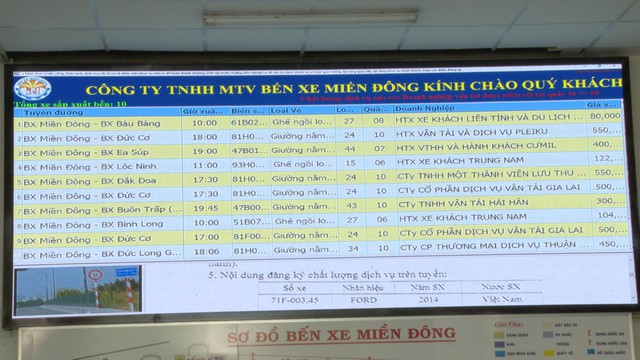 CÔNG TY TNHH MTV BẾN XE MIỀN ĐÔNG KÍNH CHÀO QUÝ KHÁCH
Tổng xe sắp xuất bến: 10
Tuyến đường Giờ xuấ... Biển s... Loại Vé Lo... Quầ... Doanh Nghiệp Giá v...
1 BX Miền Đông - BX Bàu Bàng 10:00 61B02... Ghế ngồi lo... 27 08 HTX XE KHÁCH LIÊN TỈNH VÀ DU LỊCH ... 80,000
BX Miền Đông - BX Đức Cơ 18:00 81H0... Giường nằm... 24 10 HTX VẬN TẢI VÀ DỊCH VỤ PLEIKU 550,...
3 BX Miền Đông - BX Ea Súp 19:00 47B01... Giường nằm... 44 07 HTX VTHH VÀ HÀNH KHÁCH CƯMIL 400,...
BX Miền Đông - BX Lộc Ninh 11:00 93H0... Ghế ngồi lo... 15 06 HTX XE KHÁCH TRUNG NAM 122,...
5 BX Miền Đông - BX Đắk Đoa 17:30 81H0... Giường nằm... 24 10 CTy TNHH MỘT THÀNH VIÊN LƯU THU ... 550,...
BX Miền Đông - BX Đức Cơ 17:30 81H0... Giường nằm... 24 10 CTy CỔ PHẦN DỊCH VỤ VẬN TẢI GIA LAI 500,...
7 BX Miền Đông - BX Buôn Trấp (... 19:45 47B00... Giường nằm... 43 10 CTy TNHH VẬN TẢI HẢI HÂN 300,...
BX Miền Đông - BX Bình Long 10:00 51B07... Ghế ngồi lo... 27 06 HTX XE KHÁCH TRUNG NAM 104,...
9 BX Miền Đông - BX Đức Cơ 17:00 81F00... Giường nằm... 24 10 CTy CỔ PHẦN DỊCH VỤ VẬN TẢI GIA LAI 500,...
BX Miền Đông - BX Đức Long G... 18:06 81H0... Giường nằm... 34 10 CTy CP THƯƠNG MẠI DỊCH VỤ THUẬN ... 450,...
5. Nội dung đăng ký chất lượng dịch vụ trên tuyến:
Số xe Nhãn hiệu Năm SX Nước SX
71F-003.45 FORD 2014 Việt Nam
SƠ ĐỒ BẾN XE MIỀN ĐÔNG